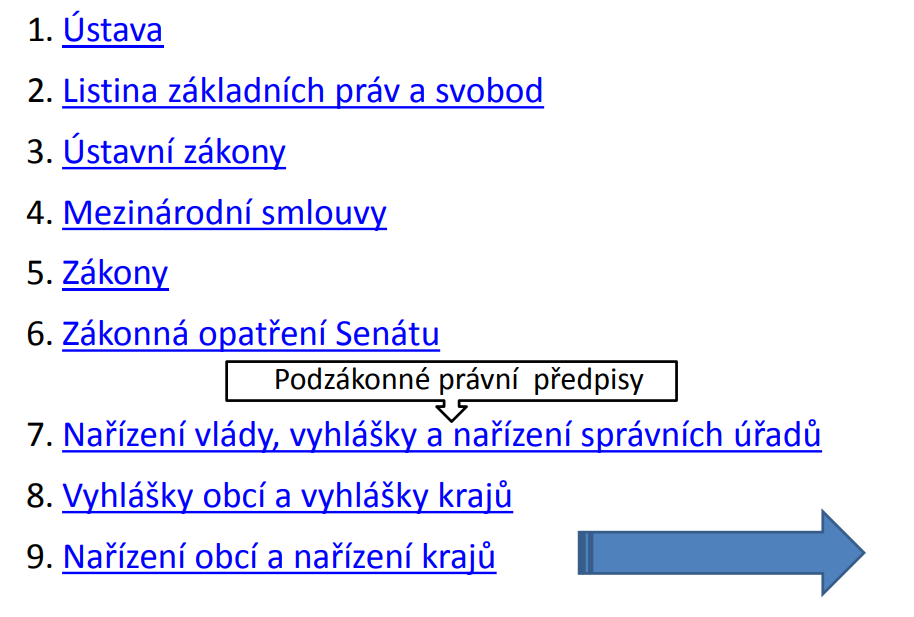 1. Ústava
2. Listina základních práv a svobod
3. Ústavní zákony
4. Mezinárodní smlouvy
5. Zákony
6. Zákonná opatření Senátu
Podzákonné právní předpisy
7. Nařízení vlády, vyhlášky a nařízení správních úřadů
8. Vyhlášky obcí a vyhlášky krajů
9. Nařízení obcí a nařízení krajů